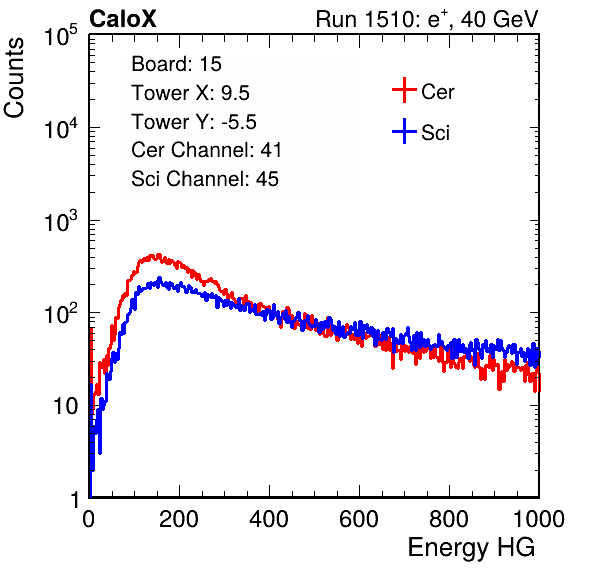 CaloX Run 1510: e⁺, 40 GeV
Counts
10⁵
10⁴
10³
10²
10
1
Board: 15
Tower X: 9.5
Tower Y: -5.5
Cer Channel: 41
Sci Channel: 45
Cer
Sci
0 200 400 600 800 1000
Energy HG